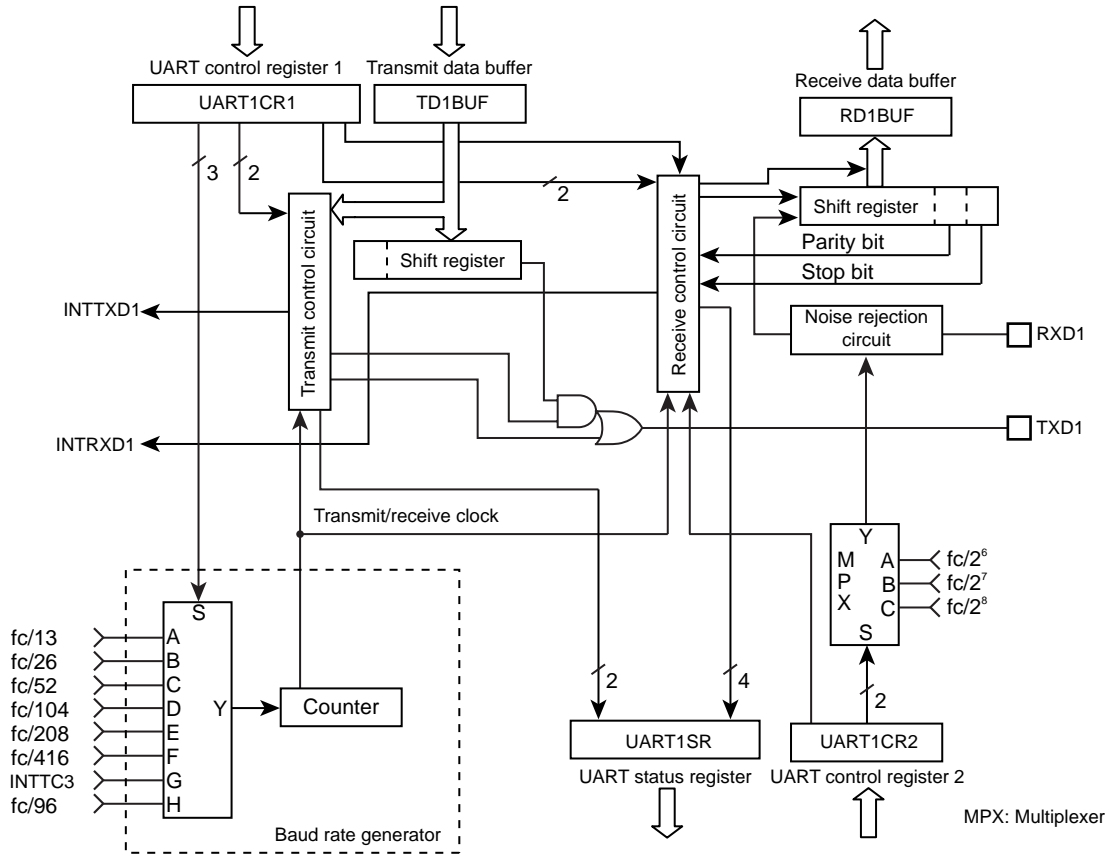 UART control register 1
Transmit data buffer
Receive data buffer
UART1CR1
TD1BUF
RD1BUF
3
2
2
Transmit control circuit
Receive control circuit
Shift register
Shift register
Parity bit
Stop bit
INTTXD1
Noise rejection
circuit
RXD1
INTRXD1
TXD1
Transmit/receive clock
Y
M
P
X
A
B
C
S
fc/2⁶
fc/2⁷
fc/2⁸
S
fc/13
A
fc/26
B
fc/52
C
fc/104
D
Y
Counter
fc/208
E
fc/416
F
INTTC3
G
fc/96
H
2
4
2
UART1SR
UART1CR2
UART status register
UART control register 2
Baud rate generator
MPX: Multiplexer